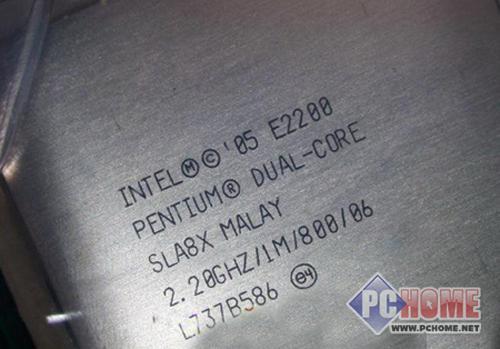 INTEL Ⓜ © '05 E2200
PENTIUM® DUAL-CORE
SLA8X MALAY
2.20GHZ/1M/800/06
L737B586 e4
PCHOME
WWW.PCHOME.NET